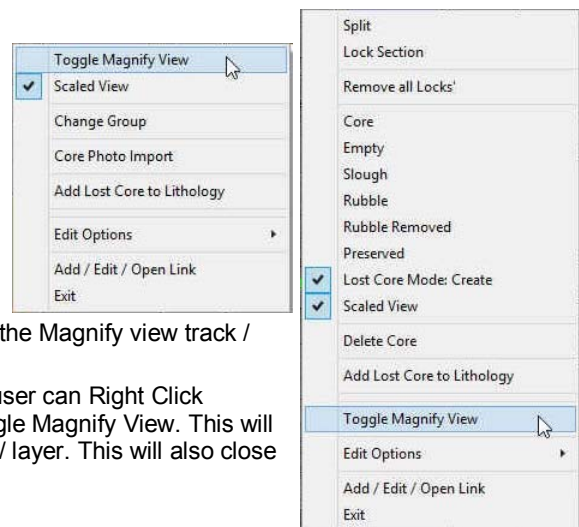 Toggle Magnify View
Scaled View
Change Group
Core Photo Import
Add Lost Core to Lithology
Edit Options
Add / Edit / Open Link
Exit
the Magnify view track /
user can Right Click
gle Magnify View. This will
/ layer. This will also close
Split
Lock Section
Remove all Locks'
Core
Empty
Slough
Rubble
Rubble Removed
Preserved
Lost Core Mode: Create
Scaled View
Delete Core
Add Lost Core to Lithology
Toggle Magnify View
Edit Options
Add / Edit / Open Link
Exit